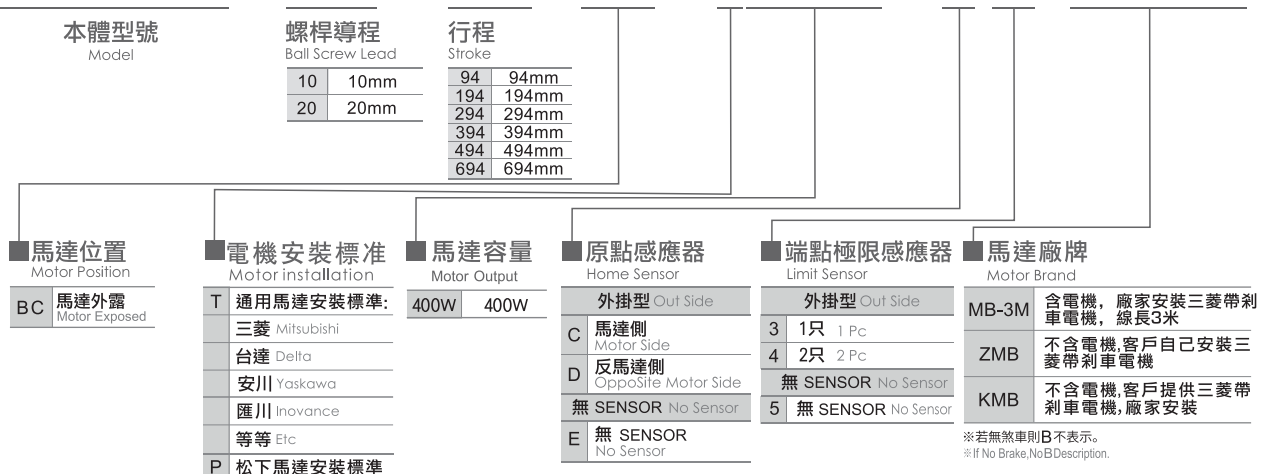 本體型號
Model
螺桿導程
Ball Screw Lead
10 10mm
20 20mm
行程
Stroke
94 94mm
194 194mm
294 294mm
394 394mm
494 494mm
694 694mm
■馬達位置
Motor Position
BC 馬達外露
Motor Exposed
■電機安裝標准
Motor installation
T 通用馬達安裝標準:
三菱 Mitsubishi
台達 Delta
安川 Yaskawa
匯川 Inovance
等等 Etc
P 松下馬達安裝標準
■馬達容量
Motor Output
400W 400W
■原點感應器
Home Sensor
外掛型 Out Side
C 馬達側
Motor Side
D 反馬達側
OppoSite Motor Side
無 SENSOR No Sensor
E 無 SENSOR
No Sensor
■端點極限感應器
Limit Sensor
外掛型 Out Side
3 1只 1 Pc
4 2只 2 Pc
無 SENSOR No Sensor
5 無 SENSOR No Sensor
■馬達廠牌
Motor Brand
MB-3M 含電機，廠家安裝三菱帶剎
車電機，線長3米
ZMB 不含電機,客戶自己安裝三
菱帶剎車電機
KMB 不含電機,客戶提供三菱帶
剎車電機,廠家安裝
※若無煞車則B不表示。
※If No Brake,NoBDescription.